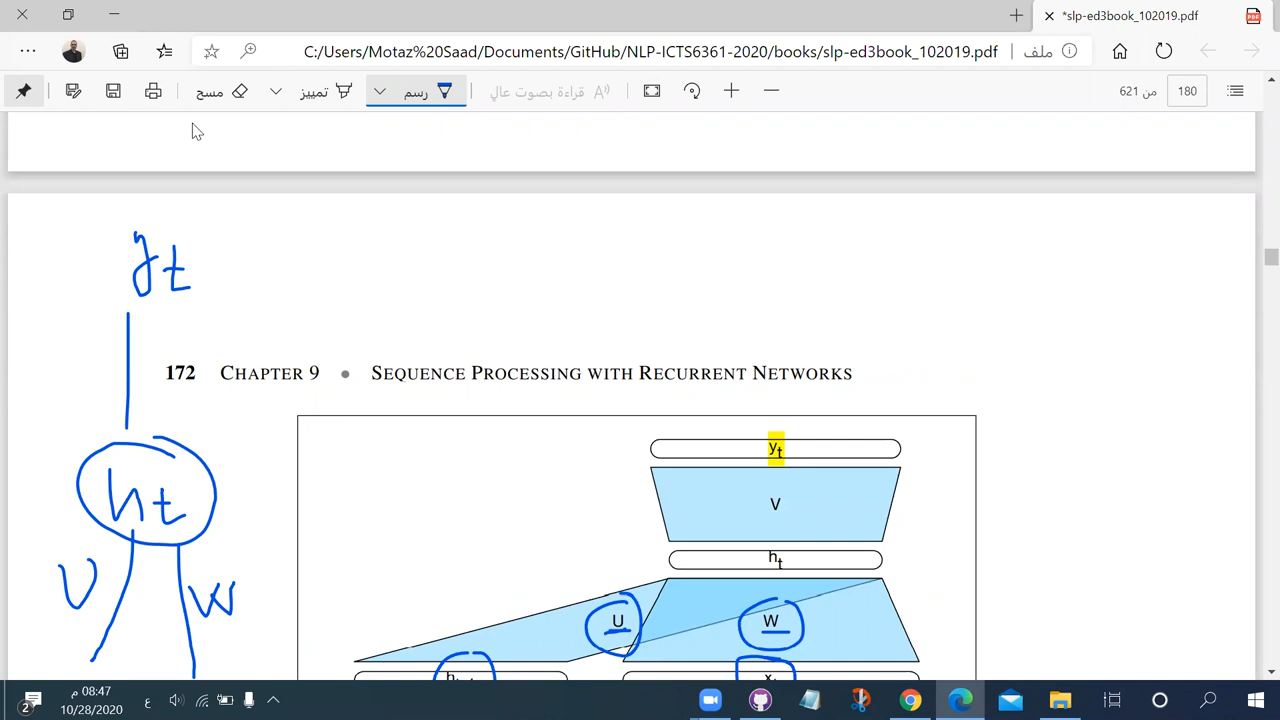 *slp-ed3book_102019.pdf
C:/Users/Motaz%20Saad/Documents/GitHub/NLP-ICTS6361-2020/books/slp-ed3book_102019.pdf
ملف
مسح
تمييز
رسم
قراءة بصوت عالٍ
من 621
180
yt
172 CHAPTER 9 • SEQUENCE PROCESSING WITH RECURRENT NETWORKS
yt
V
ht
ht
U
W
U
W
2
ع
08:47 م
10/28/2020